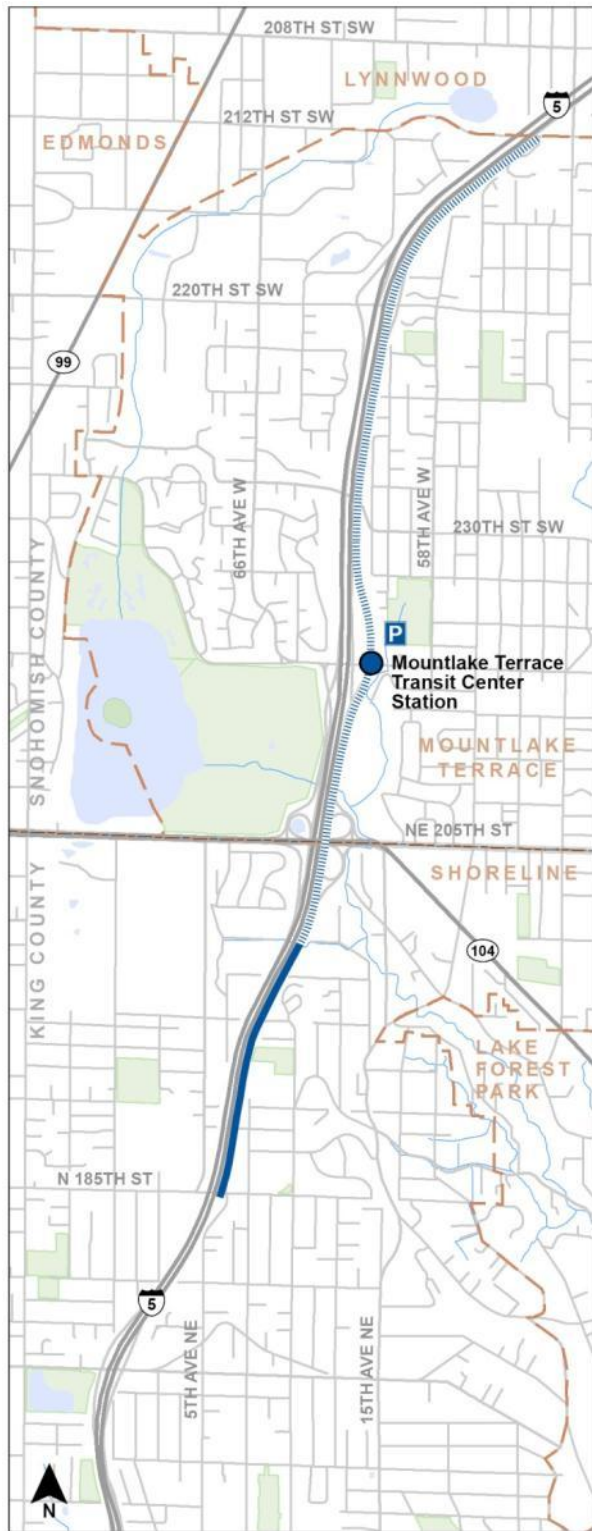 208TH ST SW
LYNNWOOD
5
212TH ST SW
EDMONDS
220TH ST SW
99
66TH AVE W
58TH AVE W
230TH ST SW
SNOHOMISH COUNTY
P
Mountlake Terrace
Transit Center
Station
MOUNTLAKE
TERRACE
NE 205TH ST
SHORELINE
KING COUNTY
104
LAKE
FOREST
PARK
N 185TH ST
5
5TH AVE NE
15TH AVE NE
N